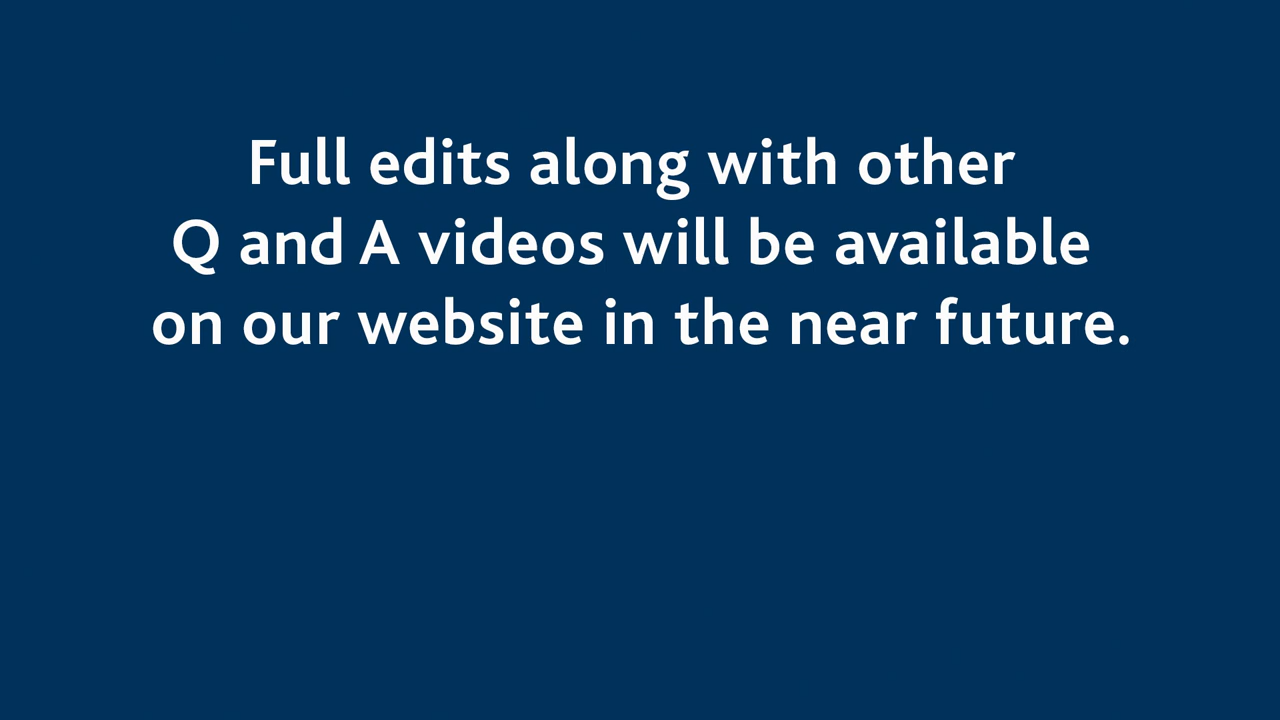 Full edits along with other
Q and A videos will be available
on our website in the near future.